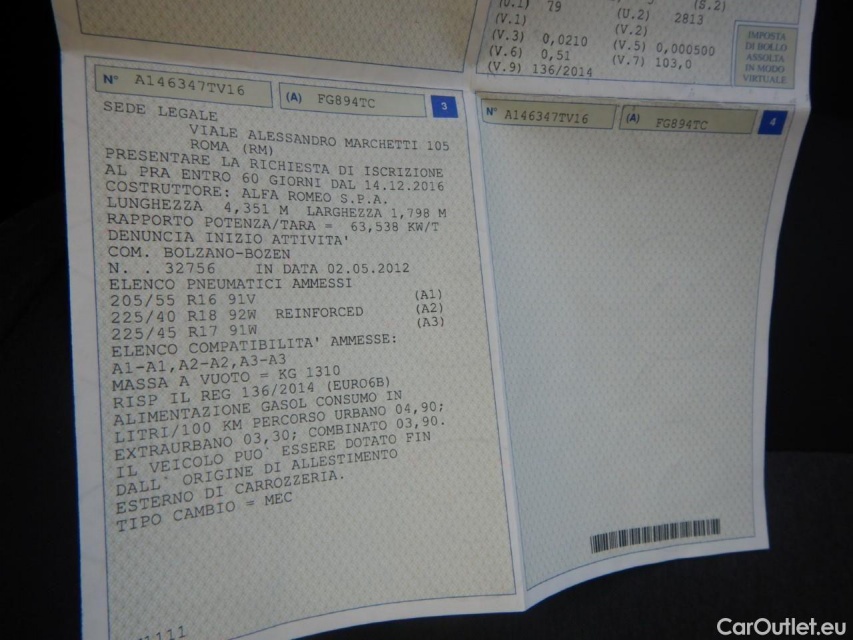 (V.1) 79 (S.2)
(V.1) (U.2) 2813
(V.3) 0,0210 (V.2)
(V.6) 0,51 (V.5) 0,000500
(V.9) 136/2014 (V.7) 103,0
IMPOSTA
DI BOLLO
ASSOLTA
IN MODO
VIRTUALE
N° A146347TV16 (A) FG894TC 3
SEDE LEGALE
VIALE ALESSANDRO MARCHETTI 105
ROMA (RM)
PRESENTARE LA RICHIESTA DI ISCRIZIONE
AL PRA ENTRO 60 GIORNI DAL 14.12.2016
COSTRUTTORE: ALFA ROMEO S.P.A.
LUNGHEZZA 4,351 M LARGHEZZA 1,798 M
RAPPORTO POTENZA/TARA = 63,538 KW/T
DENUNCIA INIZIO ATTIVITA'
COM. BOLZANO-BOZEN
N. . 32756 IN DATA 02.05.2012
ELENCO PNEUMATICI AMMESSI
205/55 R16 91V (A1)
225/40 R18 92W REINFORCED (A2)
225/45 R17 91W (A3)
ELENCO COMPATIBILITA' AMMESSE:
A1-A1,A2-A2,A3-A3
MASSA A VUOTO = KG 1310
RISP IL REG 136/2014 (EURO6B)
ALIMENTAZIONE GASOL CONSUMO IN
LITRI/100 KM PERCORSO URBANO 04,90;
EXTRAURBANO 03,30; COMBINATO 03,90.
IL VEICOLO PUO` ESSERE DOTATO FIN
DALL` ORIGINE DI ALLESTIMENTO
ESTERNO DI CARROZZERIA.
TIPO CAMBIO = MEC
N° A146347TV16 (A) FG894TC 4
CarOutlet.eu